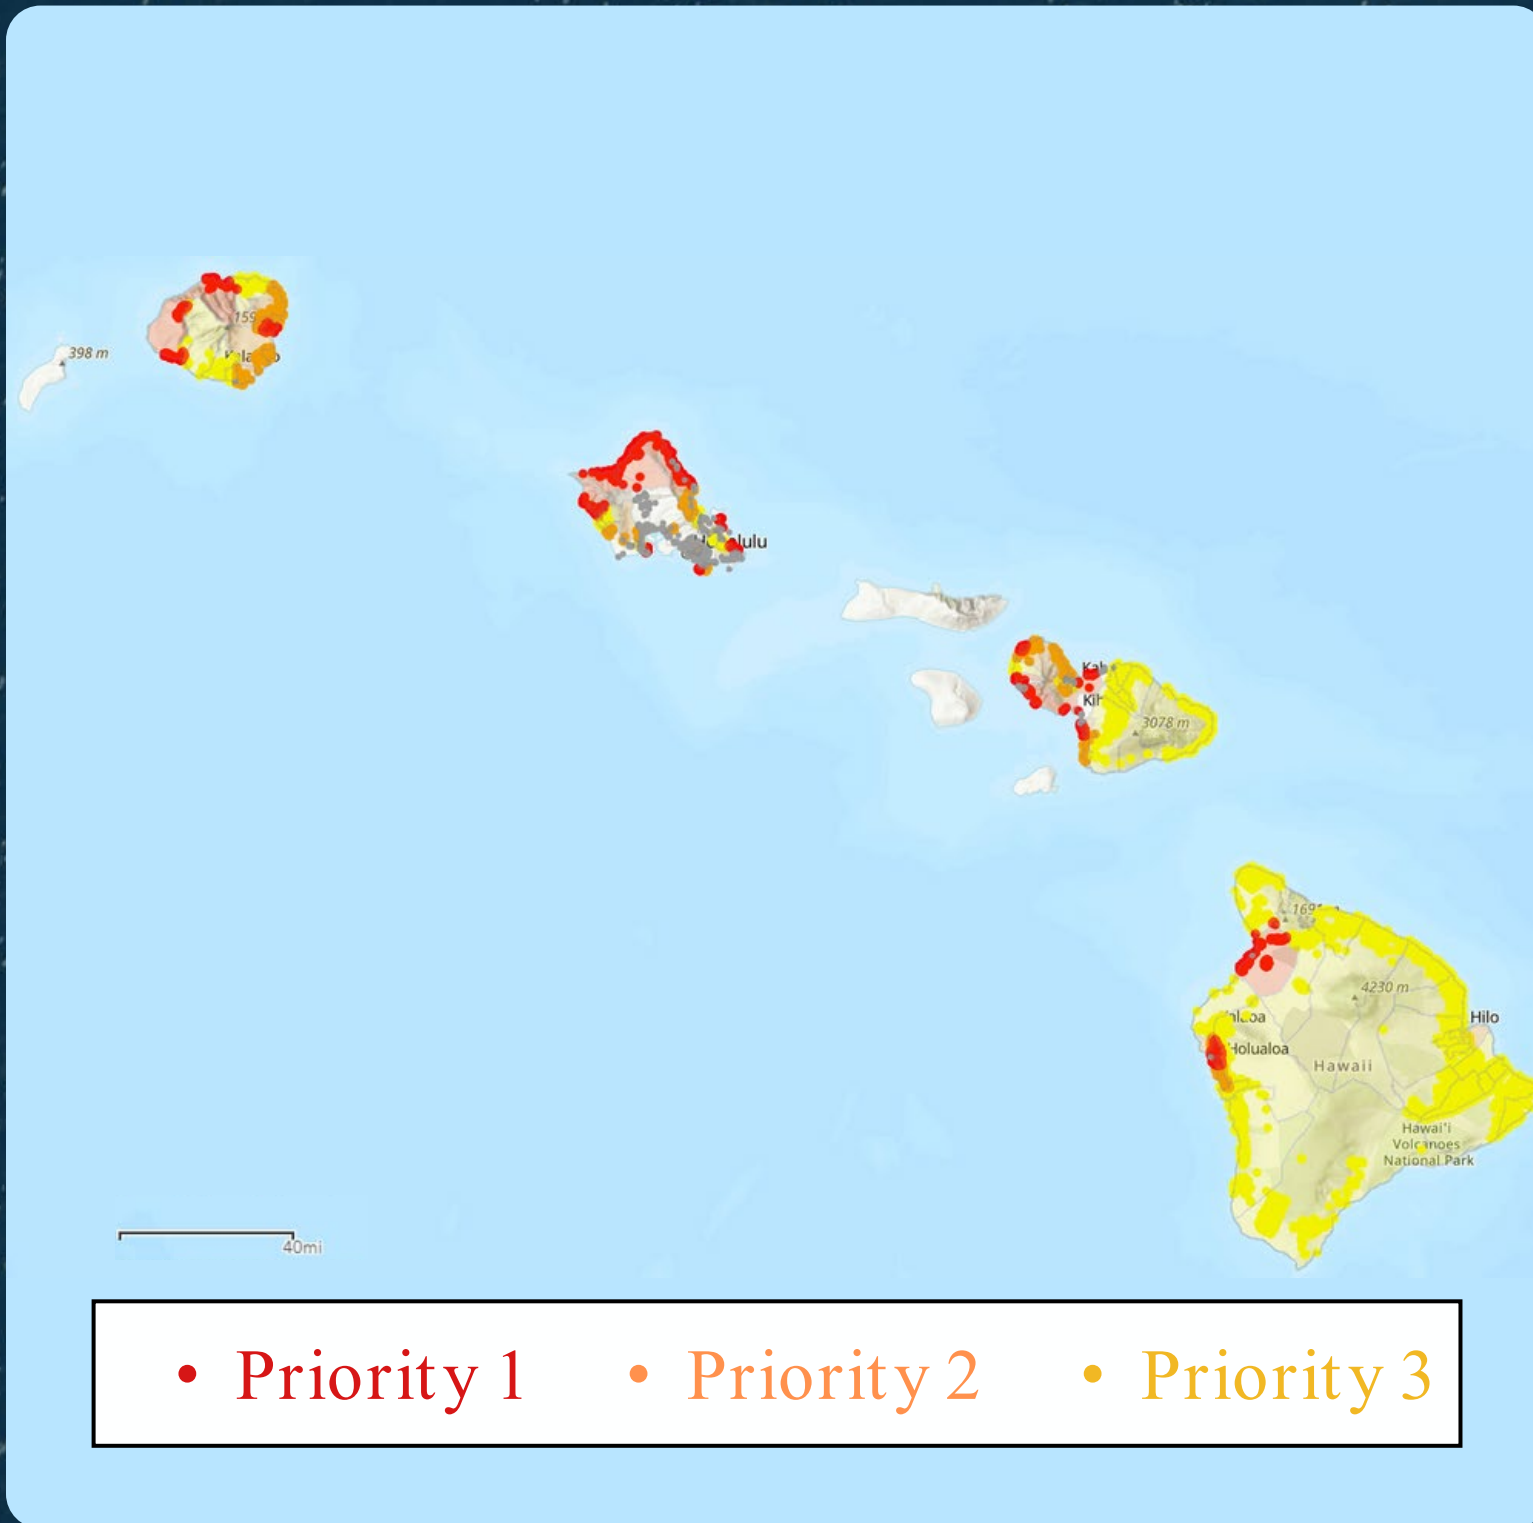 398 m
Honolulu
3078 m
4230 m
Hilo
Holualoa
Hawaii
Hawai'i
Volcanoes
National Park
40mi
• Priority 1 • Priority 2 • Priority 3